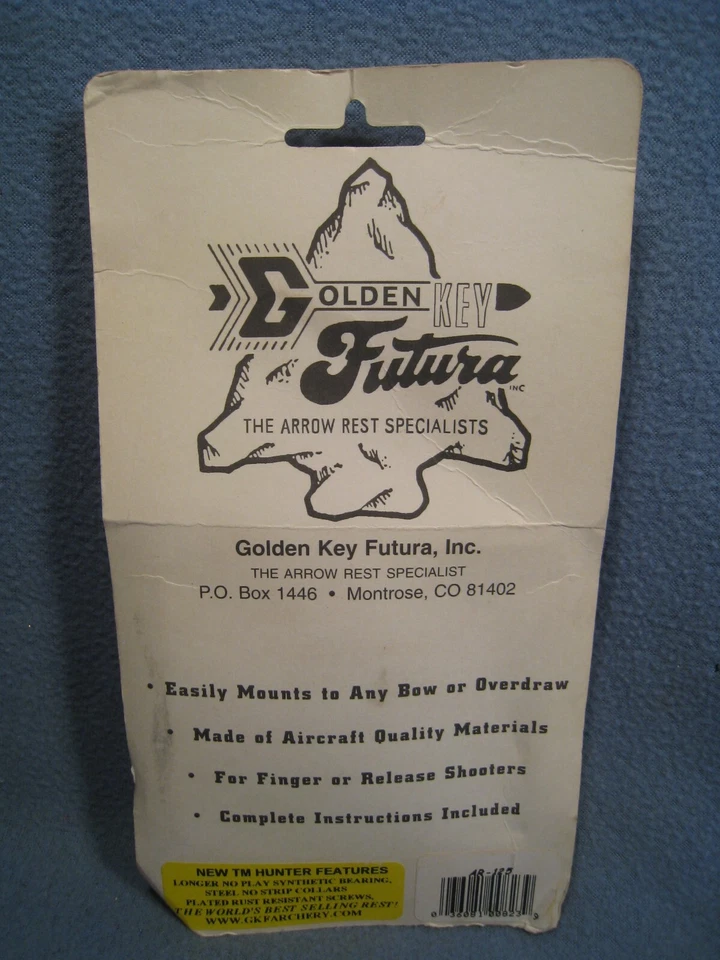 GOLDEN KEY
Futura INC
THE ARROW REST SPECIALISTS
Golden Key Futura, Inc.
THE ARROW REST SPECIALIST
P.O. Box 1446 • Montrose, CO 81402
• Easily Mounts to Any Bow or Overdraw
• Made of Aircraft Quality Materials
• For Finger or Release Shooters
• Complete Instructions Included
NEW TM HUNTER FEATURES
LONGER NO PLAY SYNTHETIC BEARING,
STEEL NO STRIP COLLARS
PLATED RUST RESISTANT SCREWS,
THE WORLD'S BEST SELLING REST!
WWW.GKFARCHERY.COM
AR-125